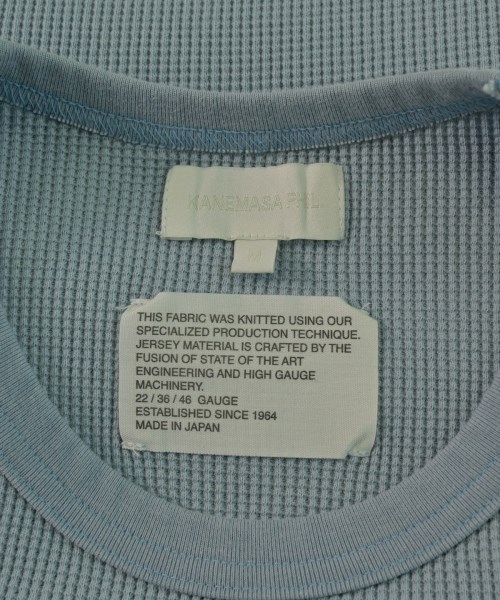 KANEMASA PHIL.
M
THIS FABRIC WAS KNITTED USING OUR
SPECIALIZED PRODUCTION TECHNIQUE.
JERSEY MATERIAL IS CRAFTED BY THE
FUSION OF STATE OF THE ART
ENGINEERING AND HIGH GAUGE
MACHINERY.
22 / 36 / 46 GAUGE
ESTABLISHED SINCE 1964
MADE IN JAPAN